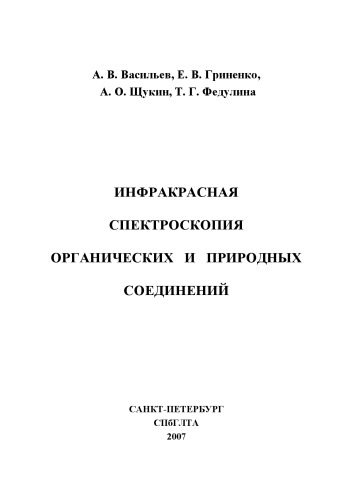 А. В. Васильев, Е. В. Гриненко,
А. О. Щукин, Т. Г. Федулина
ИНФРАКРАСНАЯ
СПЕКТРОСКОПИЯ
ОРГАНИЧЕСКИХ И ПРИРОДНЫХ
СОЕДИНЕНИЙ
САНКТ-ПЕТЕРБУРГ
СПбГЛТА
2007